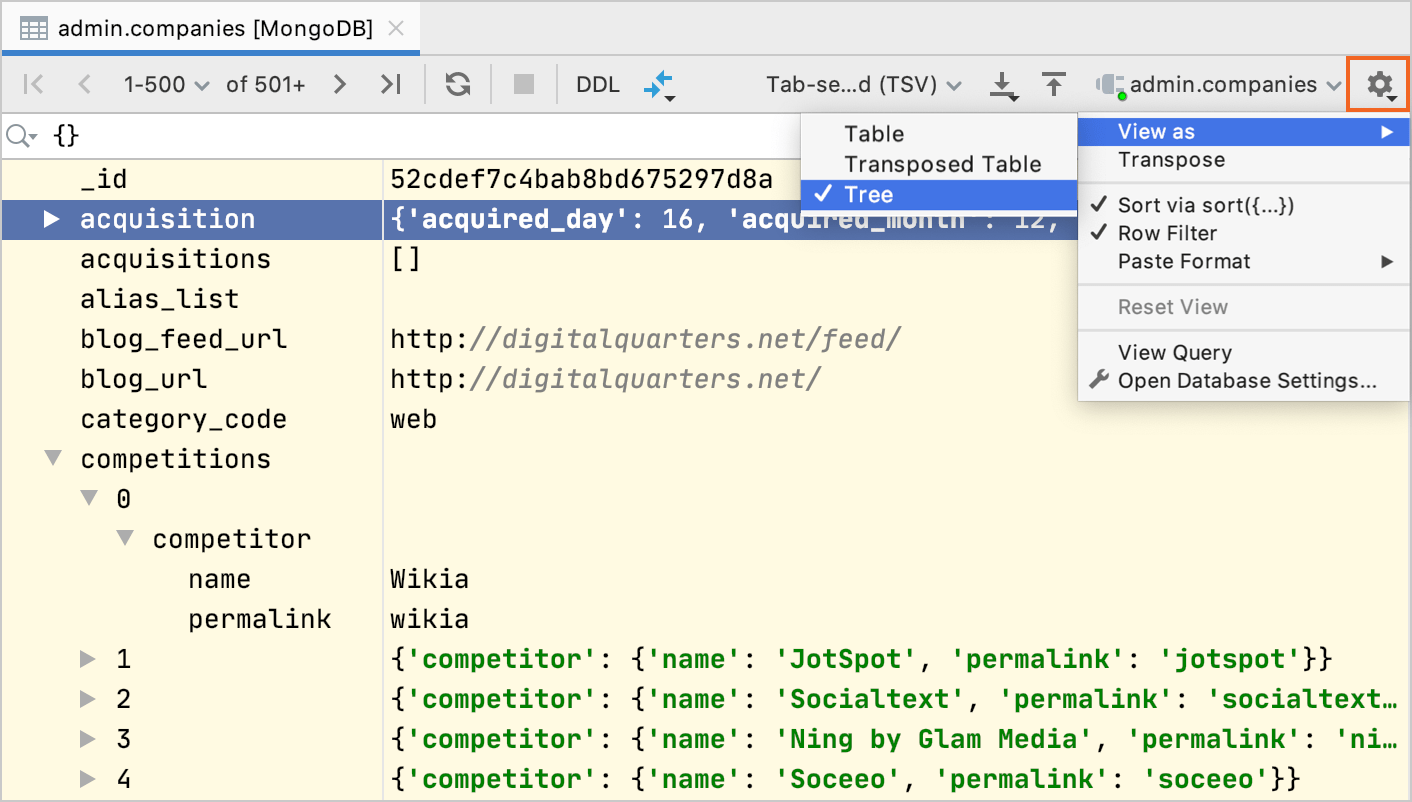 admin.companies [MongoDB]
1-500 of 501+ DDL Tab-se...d (TSV) admin.companies
{}
Table
Transposed Table
Tree
View as
Transpose
Sort via sort({...})
Row Filter
Paste Format
Reset View
View Query
Open Database Settings...
_id 52cdef7c4bab8bd675297d8a
acquisition {'acquired_day': 16, 'acquired_month': 12,
acquisitions []
alias_list
blog_feed_url http://digitalquarters.net/feed/
blog_url http://digitalquarters.net/
category_code web
competitions
0
competitor
name Wikia
permalink wikia
1 {'competitor': {'name': 'JotSpot', 'permalink': 'jotspot'}}
2 {'competitor': {'name': 'Socialtext', 'permalink': 'socialtext…
3 {'competitor': {'name': 'Ning by Glam Media', 'permalink': 'ni…
4 {'competitor': {'name': 'Soceeo', 'permalink': 'soceeo'}}